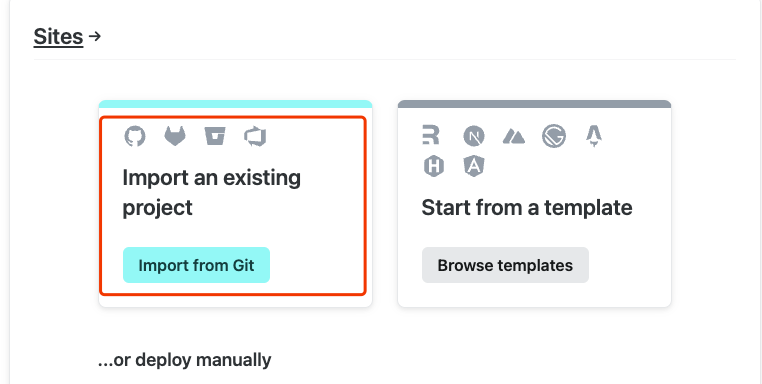 Sites →
Import an existing
project
Import from Git
Start from a template
Browse templates
...or deploy manually